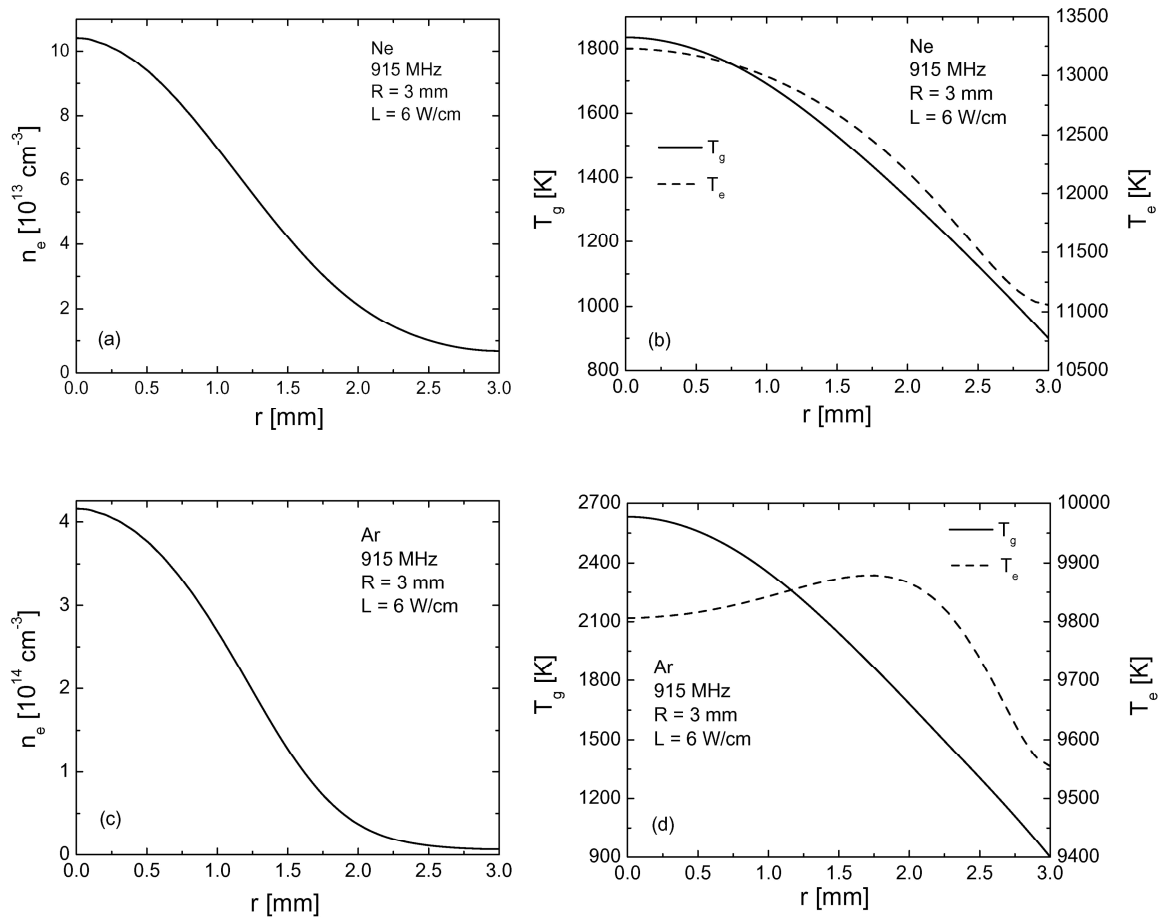 10
8
6
4
2
0
n_e [10^13 cm^-3]
Ne
915 MHz
R = 3 mm
L = 6 W/cm
(a)
0.0 0.5 1.0 1.5 2.0 2.5 3.0
r [mm]
1800
1600
1400
1200
1000
800
T_g [K]
Ne
915 MHz
R = 3 mm
L = 6 W/cm
T_g
T_e
(b)
13500
13000
12500
12000
11500
11000
10500
T_e [K]
0.0 0.5 1.0 1.5 2.0 2.5 3.0
r [mm]
4
3
2
1
0
n_e [10^14 cm^-3]
Ar
915 MHz
R = 3 mm
L = 6 W/cm
(c)
0.0 0.5 1.0 1.5 2.0 2.5 3.0
r [mm]
2700
2400
2100
1800
1500
1200
900
T_g [K]
T_g
T_e
Ar
915 MHz
R = 3 mm
L = 6 W/cm
(d)
10000
9900
9800
9700
9600
9500
9400
T_e [K]
0.0 0.5 1.0 1.5 2.0 2.5 3.0
r [mm]